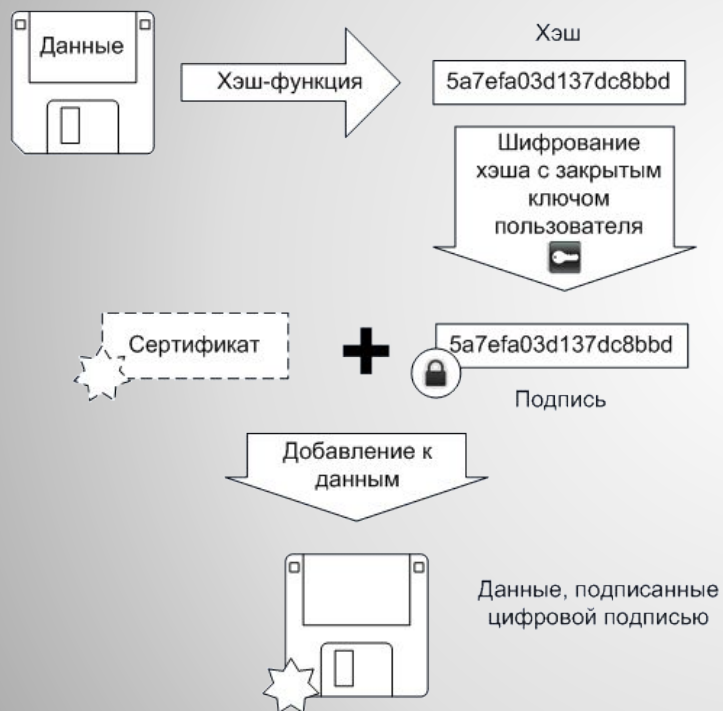 Данные
Хэш-функция
Хэш
5a7efa03d137dc8bbd
Шифрование
хэша с закрытым
ключом
пользователя
Сертификат
5a7efa03d137dc8bbd
Подпись
Добавление к
данным
Данные, подписанные
цифровой подписью